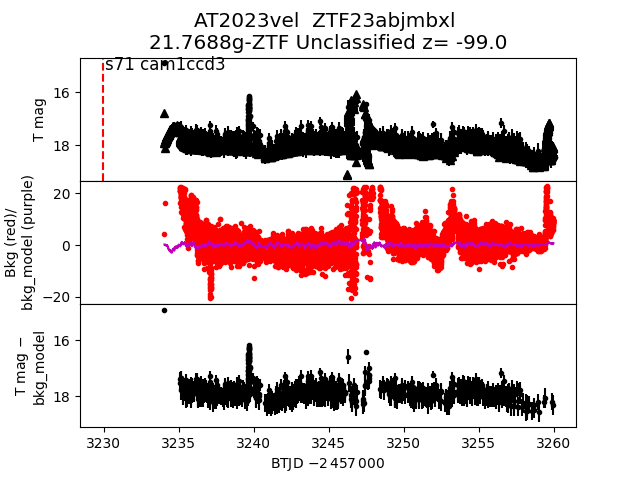 AT2023vel  ZTF23abjmbxl
21.7688g-ZTF Unclassified z= -99.0
s71 cam1ccd3
T mag
16
18
Bkg (red)/
bkg_model (purple)
20
0
−20
T mag −
bkg_model
16
18
3230 3235 3240 3245 3250 3255 3260
BTJD −2 457 000